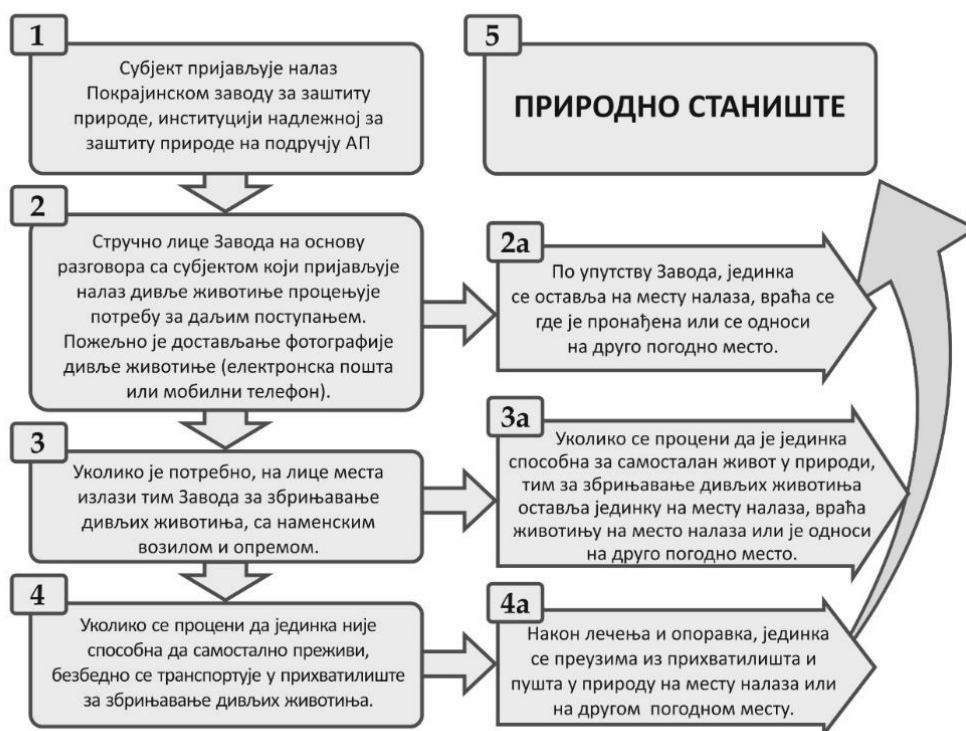 1
Субјект пријављује налаз
Покрајинском заводу за заштиту
природе, институцији надлежној за
заштиту природе на подручју АП
5
ПРИРОДНО СТАНИШТЕ
2
Стручно лице Завода на основу
разговора са субјектом који пријављује
налаз дивље животиње процењује
потребу за даљим поступањем.
Пожељно је достављање фотографије
дивље животиње (електронска пошта
или мобилни телефон).
2а
По упутству Завода, јединка
се оставља на месту налаза, враћа се
где је пронађена или се односи
на друго погодно место.
3
Уколико је потребно, на лице места
излази тим Завода за збрињавање
дивљих животиња, са наменским
возилом и опремом.
3а
Уколико се процени да је јединка
способна за самосталан живот у природи,
тим за збрињавање дивљих животиња
оставља јединку на месту налаза, враћа
животињу на место налаза или је односи
на друго погодно место.
4
Уколико се процени да јединка није
способна да самостално преживи,
безбедно се транспортује у прихватилиште
за збрињавање дивљих животиња.
4а
Након лечења и опоравка, јединка
се преузима из прихватилишта и
пушта у природу на месту налаза или
на другом погодном месту.